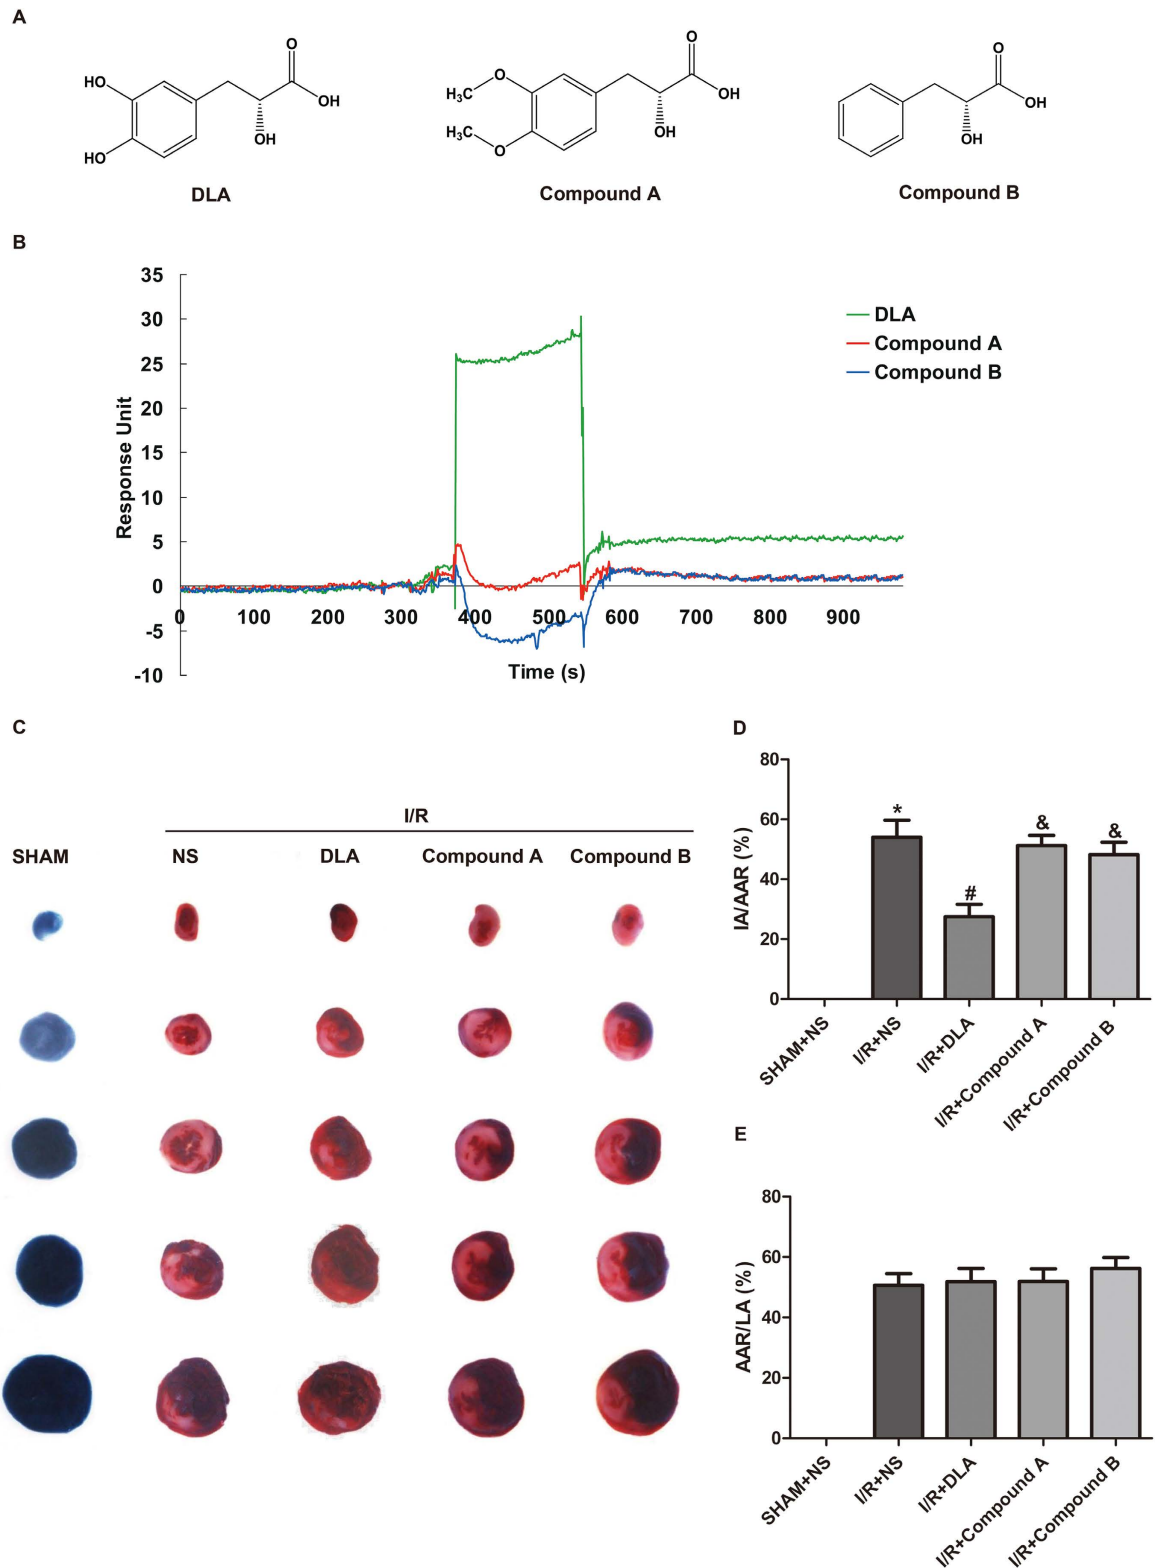 A
HO
HO
O
OH
OH
DLA
H₃C
O
H₃C
O
O
OH
OH
Compound A
O
OH
OH
Compound B
B
Response Unit
35
30
25
20
15
10
5
0
-5
-10
0 100 200 300 400 500 600 700 800 900
Time (s)
DLA
Compound A
Compound B
C
I/R
SHAM NS DLA Compound A Compound B
D
IA/AAR (%)
80
60
40
20
0
* # & &
SHAM+NS
I/R+NS
I/R+DLA
I/R+Compound A
I/R+Compound B
E
AAR/LA (%)
80
60
40
20
0
SHAM+NS
I/R+NS
I/R+DLA
I/R+Compound A
I/R+Compound B